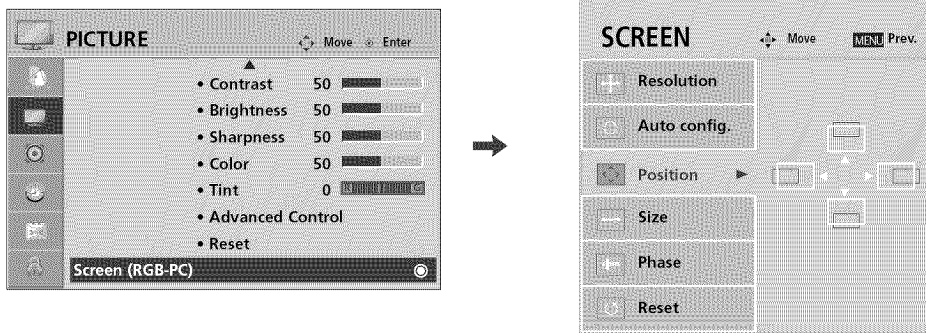 PICTURE
Move Enter
• Contrast 50
• Brightness 50
• Sharpness 50
• Color 50
• Tint 0 R G
• Advanced Control
• Reset
Screen (RGB-PC)
SCREEN
Move MENU Prev.
Resolution
Auto config.
Position
Size
Phase
Reset